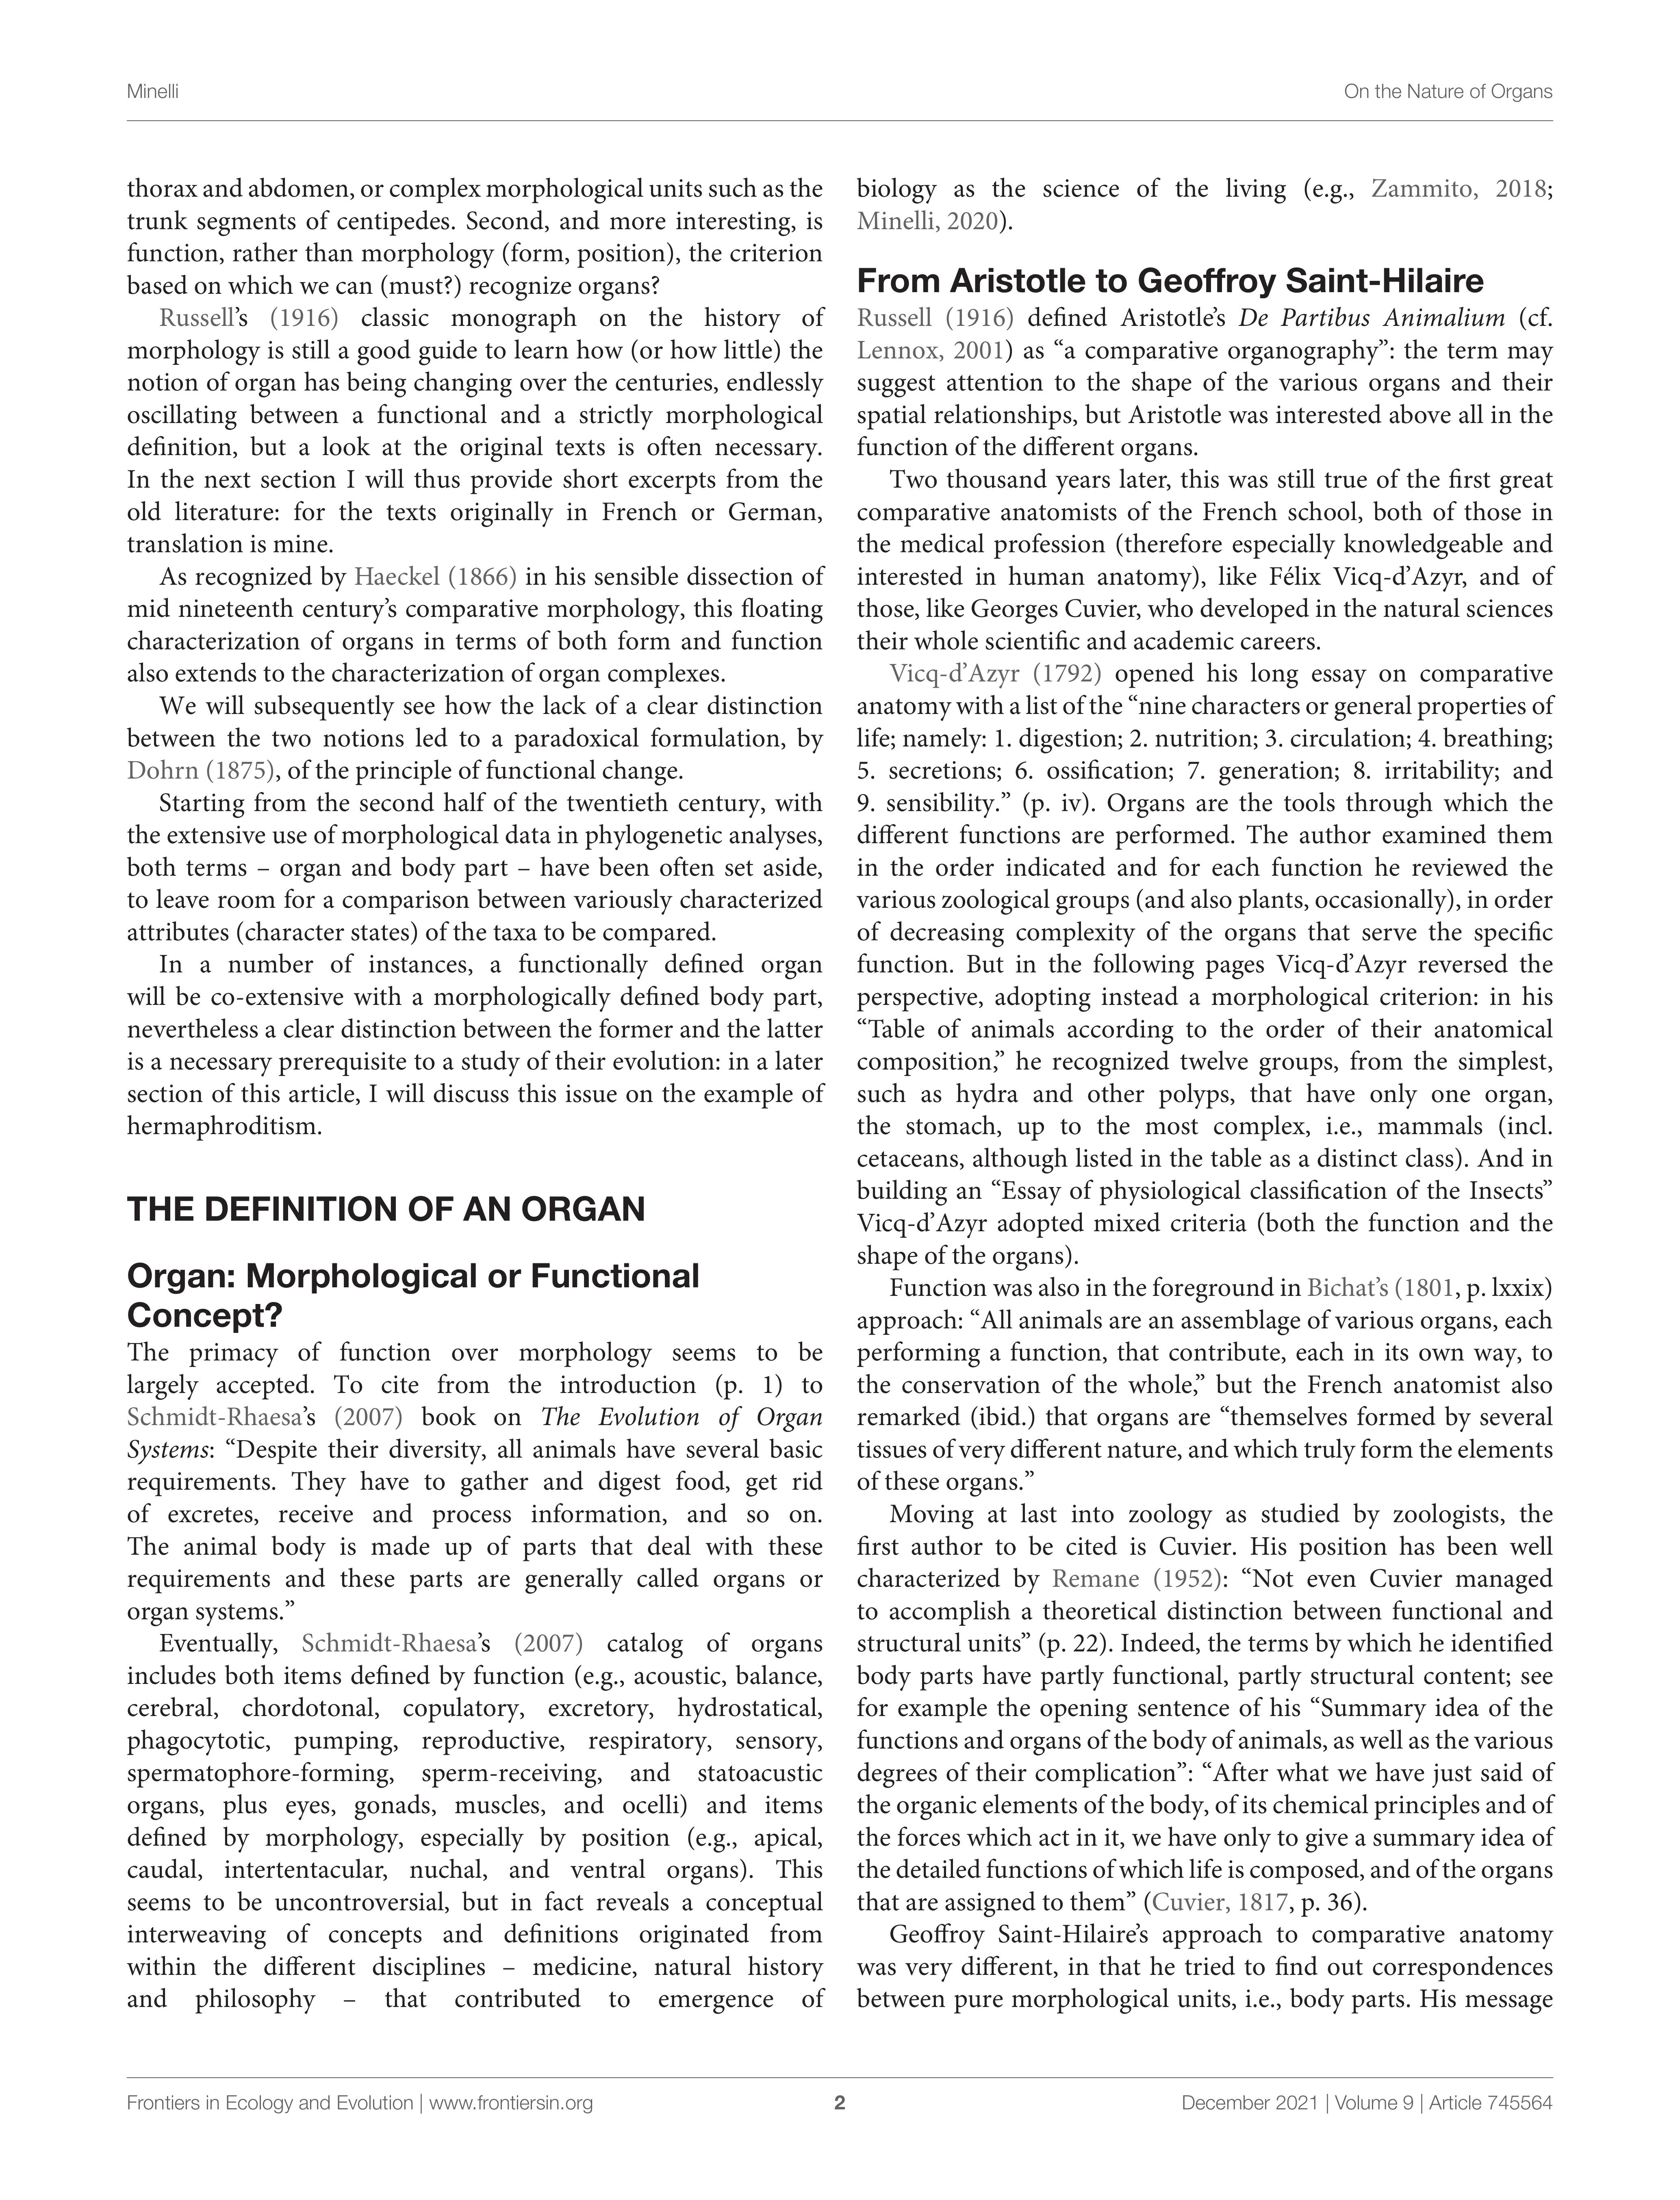 Minelli
On the Nature of Organs
thorax and abdomen, or complex morphological units such as the
trunk segments of centipedes. Second, and more interesting, is
function, rather than morphology (form, position), the criterion
based on which we can (must?) recognize organs?
Russell’s (1916) classic monograph on the history of
morphology is still a good guide to learn how (or how little) the
notion of organ has being changing over the centuries, endlessly
oscillating between a functional and a strictly morphological
definition, but a look at the original texts is often necessary.
In the next section I will thus provide short excerpts from the
old literature: for the texts originally in French or German,
translation is mine.
As recognized by Haeckel (1866) in his sensible dissection of
mid nineteenth century’s comparative morphology, this floating
characterization of organs in terms of both form and function
also extends to the characterization of organ complexes.
We will subsequently see how the lack of a clear distinction
between the two notions led to a paradoxical formulation, by
Dohrn (1875), of the principle of functional change.
Starting from the second half of the twentieth century, with
the extensive use of morphological data in phylogenetic analyses,
both terms – organ and body part – have been often set aside,
to leave room for a comparison between variously characterized
attributes (character states) of the taxa to be compared.
In a number of instances, a functionally defined organ
will be co-extensive with a morphologically defined body part,
nevertheless a clear distinction between the former and the latter
is a necessary prerequisite to a study of their evolution: in a later
section of this article, I will discuss this issue on the example of
hermaphroditism.
THE DEFINITION OF AN ORGAN
Organ: Morphological or Functional
Concept?
The primacy of function over morphology seems to be
largely accepted. To cite from the introduction (p. 1) to
Schmidt-Rhaesa’s (2007) book on The Evolution of Organ
Systems: “Despite their diversity, all animals have several basic
requirements. They have to gather and digest food, get rid
of excretes, receive and process information, and so on.
The animal body is made up of parts that deal with these
requirements and these parts are generally called organs or
organ systems.”
Eventually, Schmidt-Rhaesa’s (2007) catalog of organs
includes both items defined by function (e.g., acoustic, balance,
cerebral, chordotonal, copulatory, excretory, hydrostatical,
phagocytotic, pumping, reproductive, respiratory, sensory,
spermatophore-forming, sperm-receiving, and statoacustic
organs, plus eyes, gonads, muscles, and ocelli) and items
defined by morphology, especially by position (e.g., apical,
caudal, intertentacular, nuchal, and ventral organs). This
seems to be uncontroversial, but in fact reveals a conceptual
interweaving of concepts and definitions originated from
within the different disciplines – medicine, natural history
and philosophy – that contributed to emergence of
biology as the science of the living (e.g., Zammito, 2018;
Minelli, 2020).
From Aristotle to Geoffroy Saint-Hilaire
Russell (1916) defined Aristotle’s De Partibus Animalium (cf.
Lennox, 2001) as “a comparative organography”: the term may
suggest attention to the shape of the various organs and their
spatial relationships, but Aristotle was interested above all in the
function of the different organs.
Two thousand years later, this was still true of the first great
comparative anatomists of the French school, both of those in
the medical profession (therefore especially knowledgeable and
interested in human anatomy), like Félix Vicq-d’Azyr, and of
those, like Georges Cuvier, who developed in the natural sciences
their whole scientific and academic careers.
Vicq-d’Azyr (1792) opened his long essay on comparative
anatomy with a list of the “nine characters or general properties of
life; namely: 1. digestion; 2. nutrition; 3. circulation; 4. breathing;
5. secretions; 6. ossification; 7. generation; 8. irritability; and
9. sensibility.” (p. iv). Organs are the tools through which the
different functions are performed. The author examined them
in the order indicated and for each function he reviewed the
various zoological groups (and also plants, occasionally), in order
of decreasing complexity of the organs that serve the specific
function. But in the following pages Vicq-d’Azyr reversed the
perspective, adopting instead a morphological criterion: in his
“Table of animals according to the order of their anatomical
composition,” he recognized twelve groups, from the simplest,
such as hydra and other polyps, that have only one organ,
the stomach, up to the most complex, i.e., mammals (incl.
cetaceans, although listed in the table as a distinct class). And in
building an “Essay of physiological classification of the Insects”
Vicq-d’Azyr adopted mixed criteria (both the function and the
shape of the organs).
Function was also in the foreground in Bichat’s (1801, p. lxxix)
approach: “All animals are an assemblage of various organs, each
performing a function, that contribute, each in its own way, to
the conservation of the whole,” but the French anatomist also
remarked (ibid.) that organs are “themselves formed by several
tissues of very different nature, and which truly form the elements
of these organs.”
Moving at last into zoology as studied by zoologists, the
first author to be cited is Cuvier. His position has been well
characterized by Remane (1952): “Not even Cuvier managed
to accomplish a theoretical distinction between functional and
structural units” (p. 22). Indeed, the terms by which he identified
body parts have partly functional, partly structural content; see
for example the opening sentence of his “Summary idea of the
functions and organs of the body of animals, as well as the various
degrees of their complication”: “After what we have just said of
the organic elements of the body, of its chemical principles and of
the forces which act in it, we have only to give a summary idea of
the detailed functions of which life is composed, and of the organs
that are assigned to them” (Cuvier, 1817, p. 36).
Geoffroy Saint-Hilaire’s approach to comparative anatomy
was very different, in that he tried to find out correspondences
between pure morphological units, i.e., body parts. His message
Frontiers in Ecology and Evolution | www.frontiersin.org
2
December 2021 | Volume 9 | Article 745564